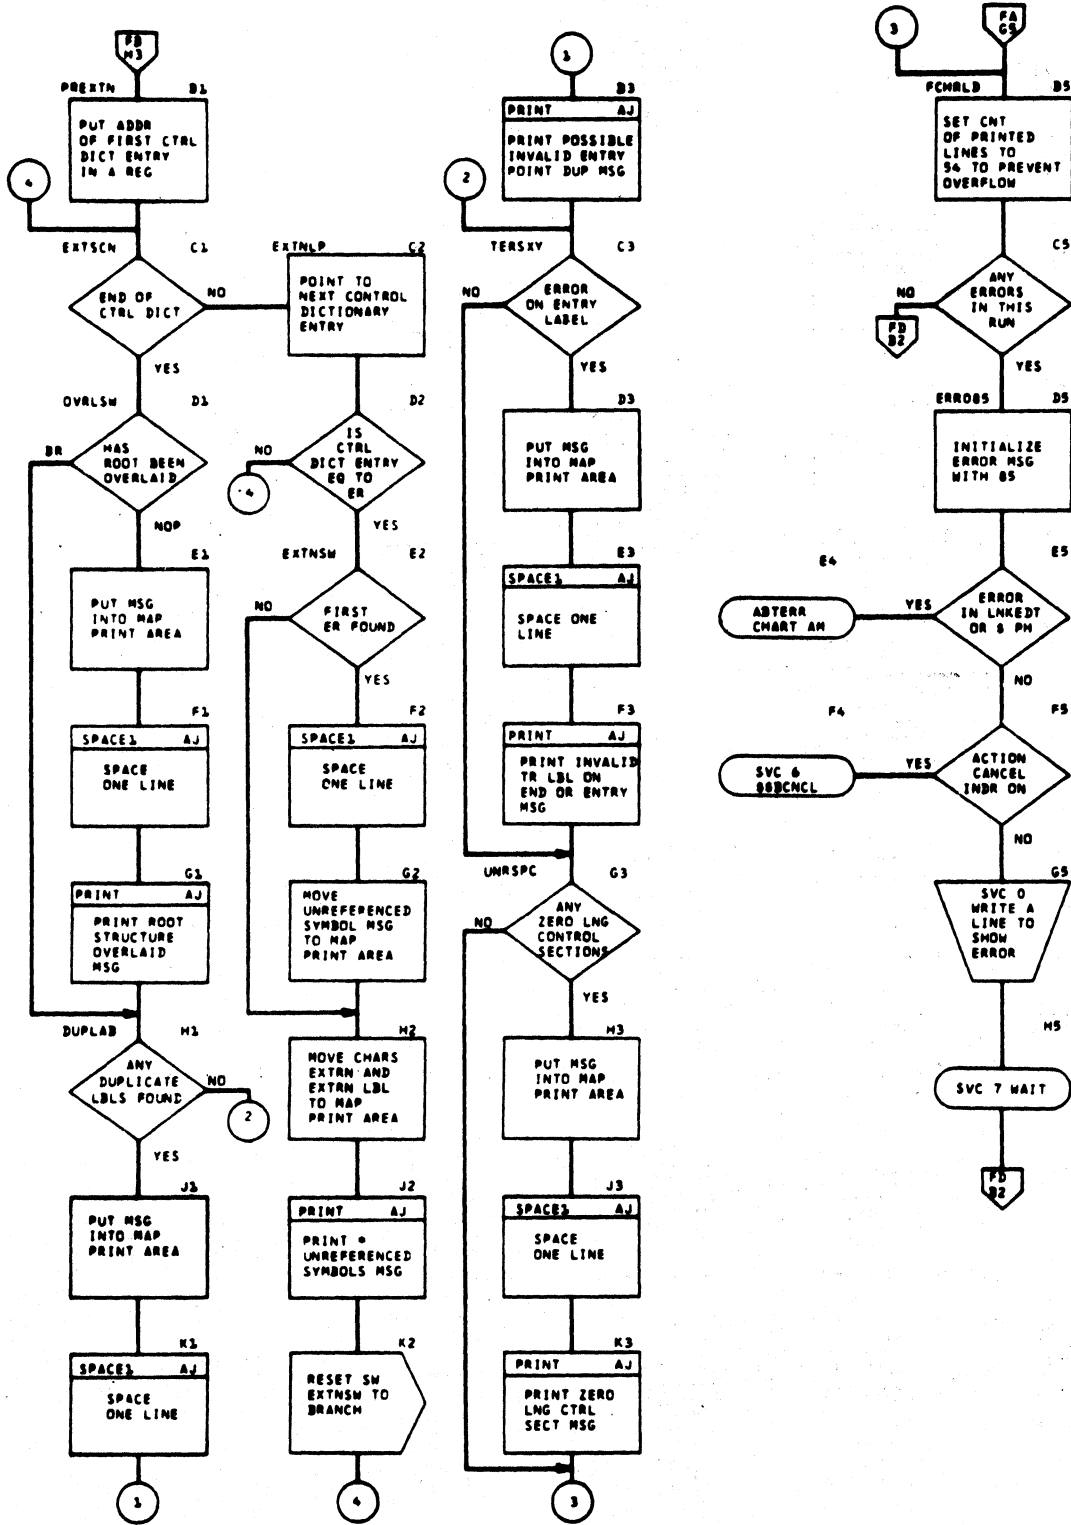 FB
M3
PREXTN B1
PUT ADDR
OF FIRST CTRL
DICT ENTRY
IN A REG
4
EXTSCN C1
END OF
CTRL DICT
NO
YES
OVRLSW D1
HAS
ROOT BEEN
OVERLAID
BR
NOP
E1
PUT MSG
INTO MAP
PRINT AREA
F1
SPACE1 AJ
SPACE
ONE LINE
G1
PRINT AJ
PRINT ROOT
STRUCTURE
OVERLAID
MSG
DUPLAB H1
ANY
DUPLICATE
LBLS FOUND
NO
2
YES
J1
PUT MSG
INTO MAP
PRINT AREA
K1
SPACE1 AJ
SPACE
ONE LINE
1
EXTNLP C2
POINT TO
NEXT CONTROL
DICTIONARY
ENTRY
D2
IS
CTRL
DICT ENTRY
EQ TO
ER
NO
4
YES
EXTNSW E2
FIRST
ER FOUND
NO
YES
F2
SPACE1 AJ
SPACE
ONE LINE
G2
MOVE
UNREFERENCED
SYMBOL MSG
TO MAP
PRINT AREA
H2
MOVE CHARS
EXTRN AND
EXTRN LBL
TO MAP
PRINT AREA
J2
PRINT AJ
PRINT *
UNREFERENCED
SYMBOLS MSG
K2
RESET SW
EXTNSW TO
BRANCH
4
1
B3
PRINT AJ
PRINT POSSIBLE
INVALID ENTRY
POINT DUP MSG
2
TERSXY C3
ERROR
ON ENTRY
LABEL
NO
YES
D3
PUT MSG
INTO MAP
PRINT AREA
E3
SPACE1 AJ
SPACE ONE
LINE
F3
PRINT AJ
PRINT INVALID
TR LBL ON
END OR ENTRY
MSG
UNRSPC G3
ANY
ZERO LNG
CONTROL
SECTIONS
NO
YES
H3
PUT MSG
INTO MAP
PRINT AREA
J3
SPACE1 AJ
SPACE
ONE LINE
K3
PRINT AJ
PRINT ZERO
LNG CTRL
SECT MSG
3
3
FA
G5
FCHRLD B5
SET CNT
OF PRINTED
LINES TO
54 TO PREVENT
OVERFLOW
C5
ANY
ERRORS
IN THIS
RUN
NO
FD
B2
YES
ERR085 D5
INITIALIZE
ERROR MSG
WITH 85
E5
ERROR
IN LNKEDT
OR & PH
E4
YES
ABTERR
CHART AM
NO
F5
ACTION
CANCEL
INDR ON
F4
YES
SVC 6
$$BCNCL
NO
G5
SVC 0
WRITE A
LINE TO
SHOW
ERROR
H5
SVC 7 WAIT
FD
B2